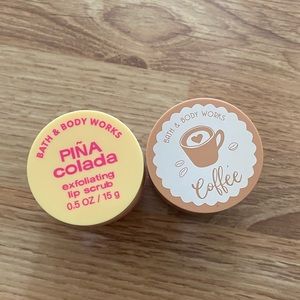 BATH & BODY WORKS
PIÑA
colada
exfoliating
lip scrub
0.5 OZ / 15 g
BATH & BODY WORKS
Coffee